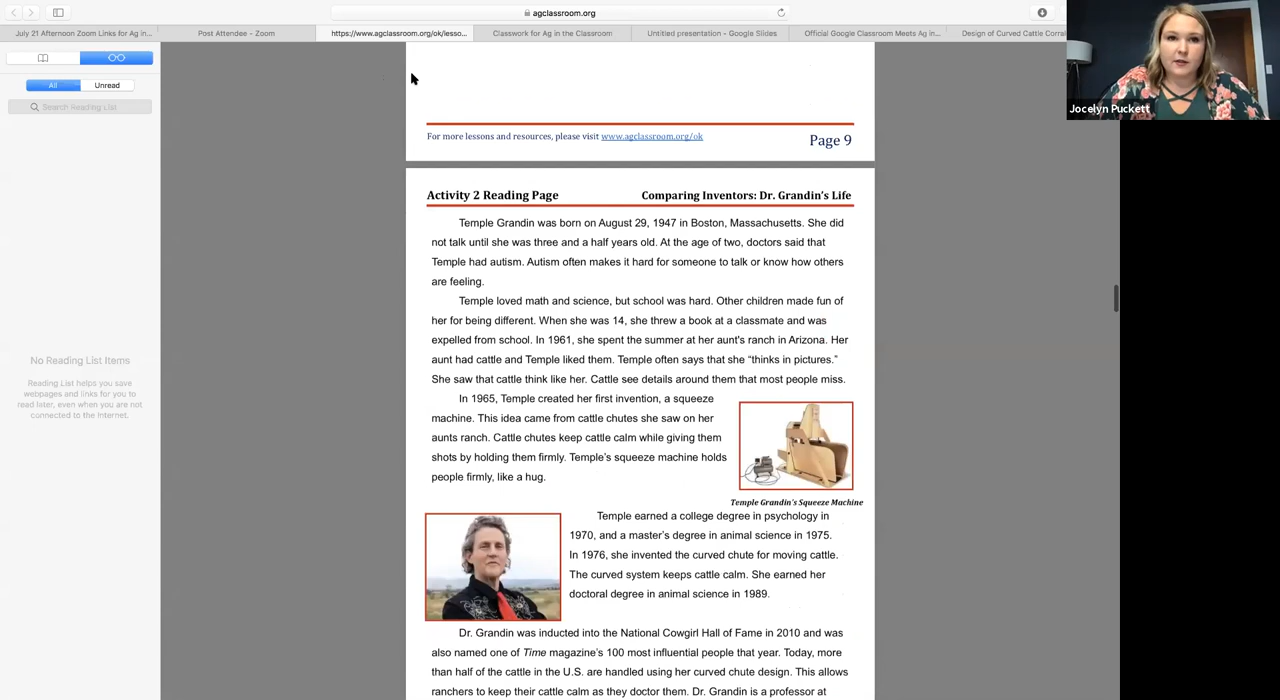 agclassroom.org
July 21 Afternoon Zoom Links for Ag in...
Post Attendee – Zoom
https://www.agclassroom.org/ok/lesso...
Classwork for Ag in the Classroom
Untitled presentation - Google Slides
Official Google Classroom Meets Ag in...
Design of Curved Cattle Corral
All
Unread
Search Reading List
No Reading List Items
Reading List helps you save
webpages and links for you to
read later, even when you are not
connected to the Internet.
Jocelyn Puckett
For more lessons and resources, please visit www.agclassroom.org/ok
Page 9
Activity 2 Reading Page
Comparing Inventors: Dr. Grandin's Life
Temple Grandin was born on August 29, 1947 in Boston, Massachusetts. She did
not talk until she was three and a half years old. At the age of two, doctors said that
Temple had autism. Autism often makes it hard for someone to talk or know how others
are feeling.
Temple loved math and science, but school was hard. Other children made fun of
her for being different. When she was 14, she threw a book at a classmate and was
expelled from school. In 1961, she spent the summer at her aunt's ranch in Arizona. Her
aunt had cattle and Temple liked them. Temple often says that she “thinks in pictures.”
She saw that cattle think like her. Cattle see details around them that most people miss.
In 1965, Temple created her first invention, a squeeze
machine. This idea came from cattle chutes she saw on her
aunts ranch. Cattle chutes keep cattle calm while giving them
shots by holding them firmly. Temple's squeeze machine holds
people firmly, like a hug.
Temple Grandin's Squeeze Machine
Temple earned a college degree in psychology in
1970, and a master's degree in animal science in 1975.
In 1976, she invented the curved chute for moving cattle.
The curved system keeps cattle calm. She earned her
doctoral degree in animal science in 1989.
Dr. Grandin was inducted into the National Cowgirl Hall of Fame in 2010 and was
also named one of Time magazine's 100 most influential people that year. Today, more
than half of the cattle in the U.S. are handled using her curved chute design. This allows
ranchers to keep their cattle calm as they doctor them. Dr. Grandin is a professor at